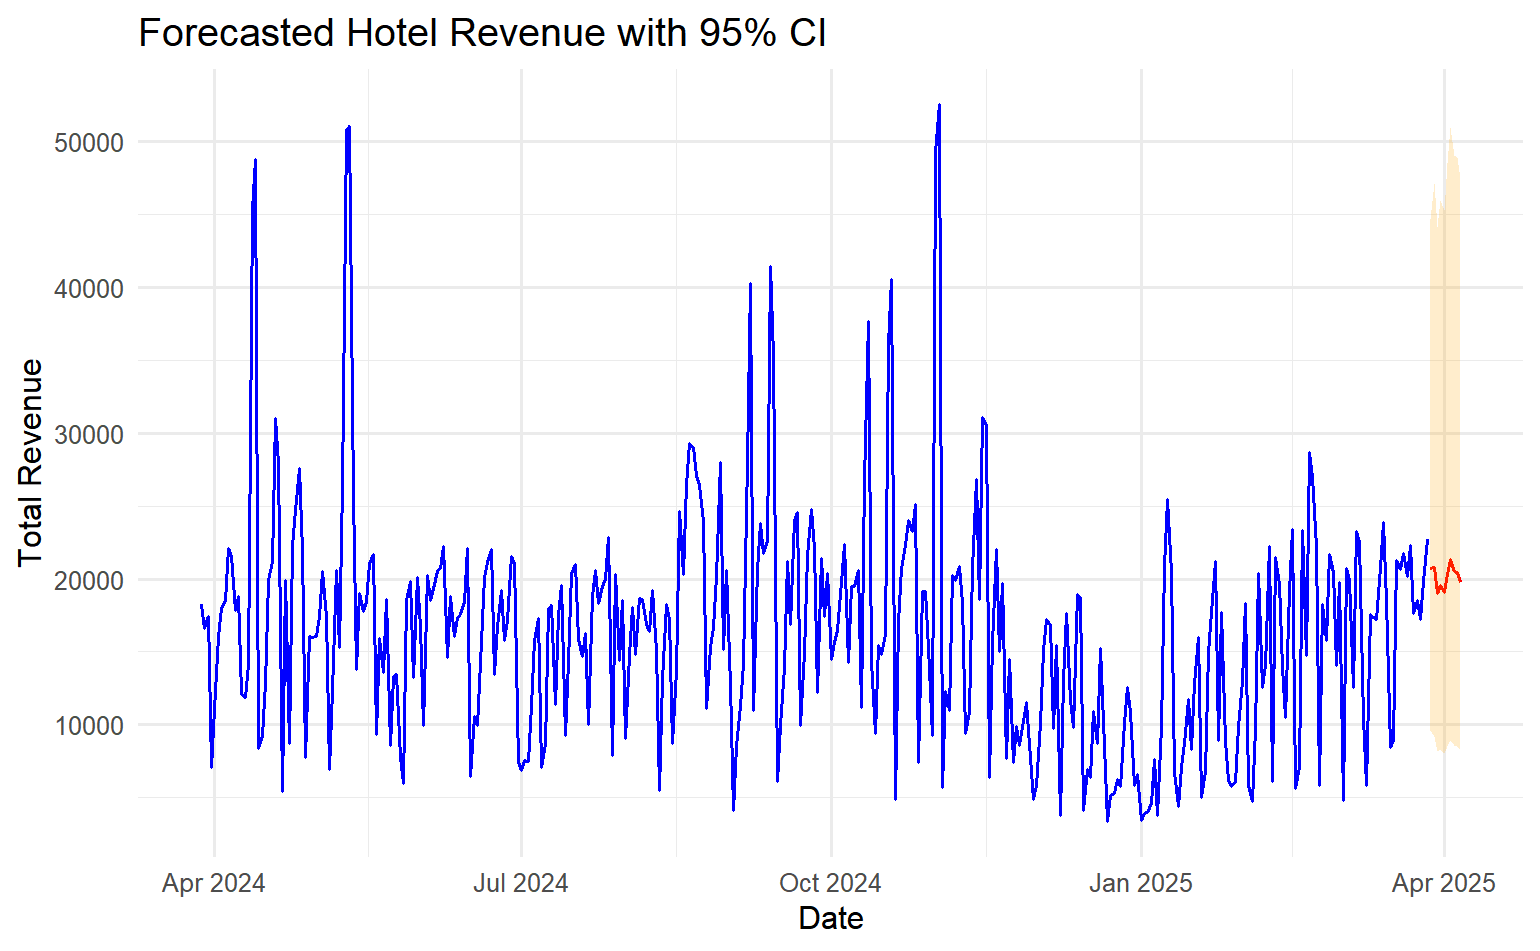 Forecasted Hotel Revenue with 95% CI
Total Revenue
50000
40000
30000
20000
10000
Apr 2024
Jul 2024
Oct 2024
Jan 2025
Apr 2025
Date